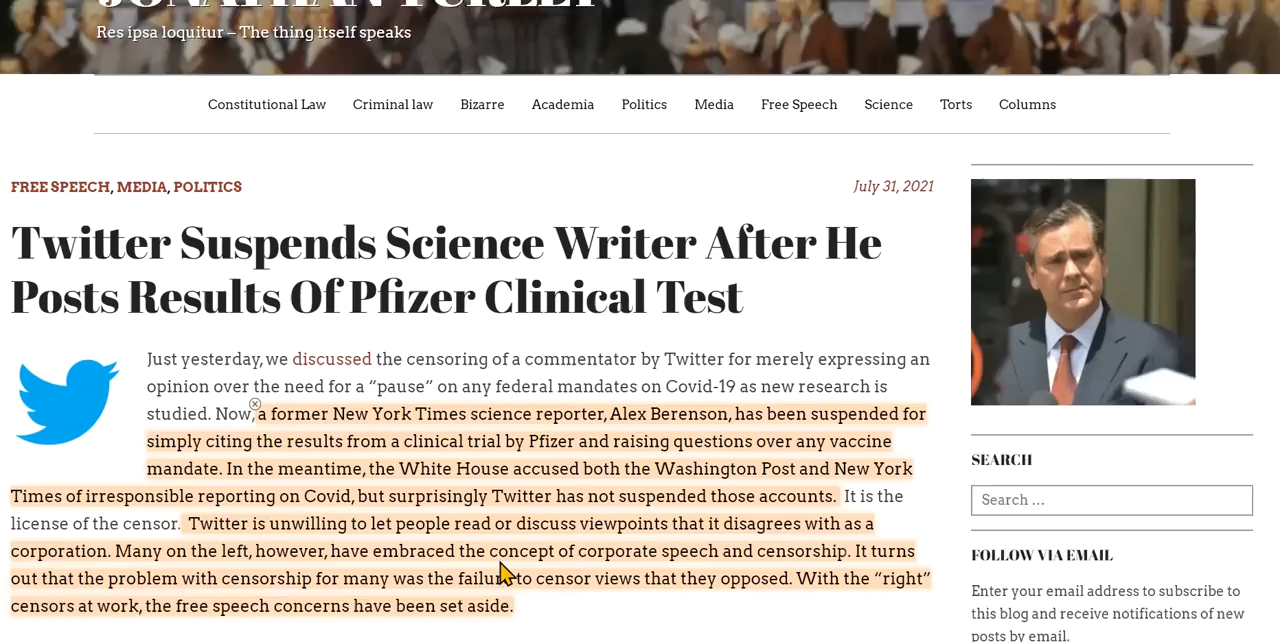 JONATHAN TURLEY
Res ipsa loquitur – The thing itself speaks
Constitutional Law Criminal law Bizarre Academia Politics Media Free Speech Science Torts Columns
FREE SPEECH, MEDIA, POLITICS
July 31, 2021
Twitter Suspends Science Writer After He
Posts Results Of Pfizer Clinical Test
Just yesterday, we discussed the censoring of a commentator by Twitter for merely expressing an
opinion over the need for a “pause” on any federal mandates on Covid-19 as new research is
studied. Now, a former New York Times science reporter, Alex Berenson, has been suspended for
simply citing the results from a clinical trial by Pfizer and raising questions over any vaccine
mandate. In the meantime, the White House accused both the Washington Post and New York
Times of irresponsible reporting on Covid, but surprisingly Twitter has not suspended those accounts. It is the
license of the censor. Twitter is unwilling to let people read or discuss viewpoints that it disagrees with as a
corporation. Many on the left, however, have embraced the concept of corporate speech and censorship. It turns
out that the problem with censorship for many was the failure to censor views that they opposed. With the “right”
censors at work, the free speech concerns have been set aside.
SEARCH
Search …
FOLLOW VIA EMAIL
Enter your email address to subscribe to
this blog and receive notifications of new
posts by email.